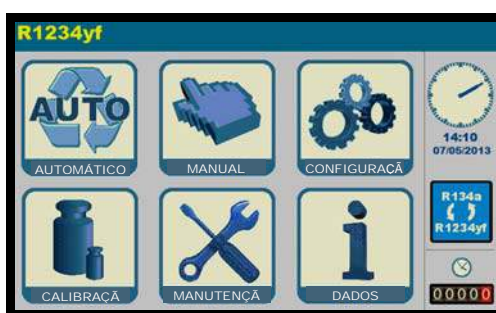 R1234yf
AUTO
AUTOMÁTICO
MANUAL
CONFIGURAÇÃ
14:10
07/05/2013
R134a
R1234yf
CALIBRAÇÃ
MANUTENÇÃ
DADOS
00000